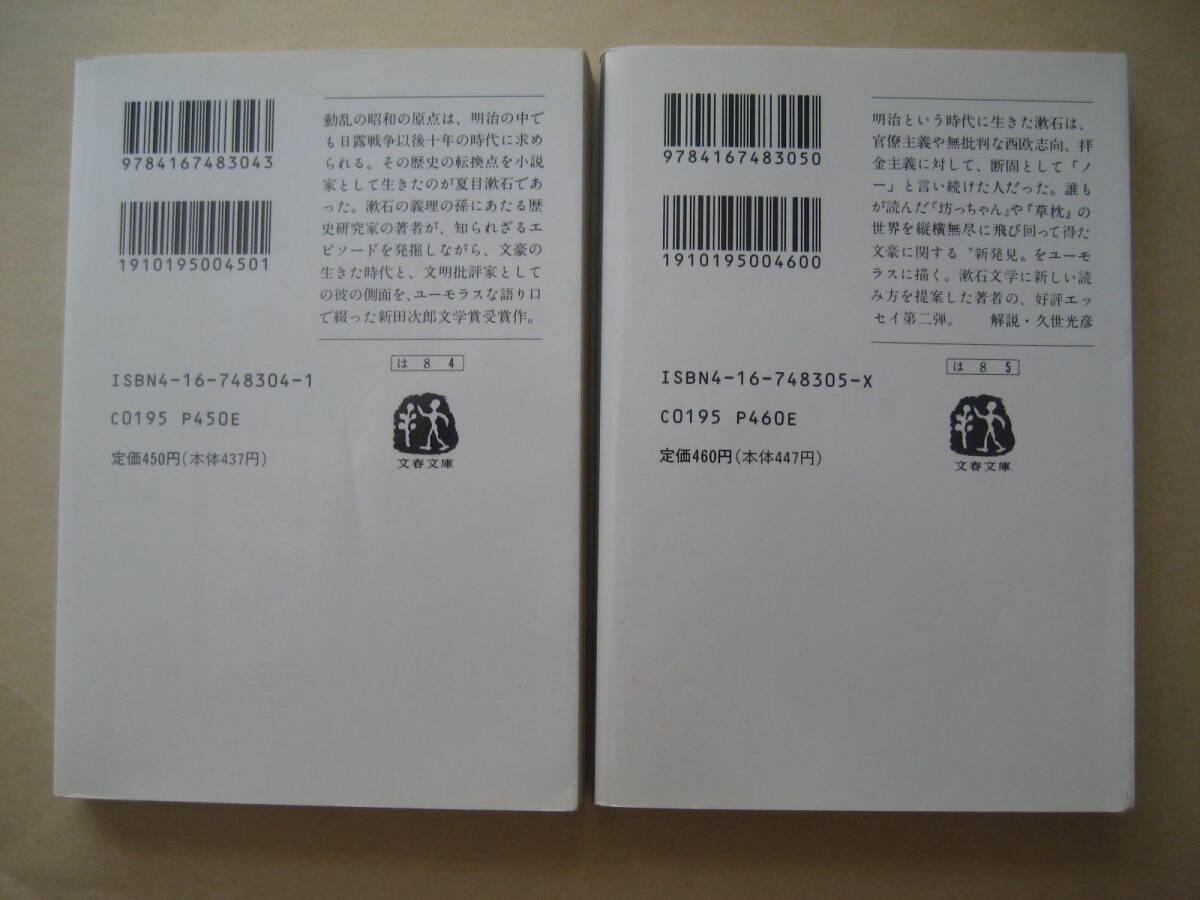 9784167483043
1910195004501
動乱の昭和の原点は、明治の中で
も日露戦争以後十年の時代に求め
られる。その歴史の転換点を小説
家として生きたのが夏目漱石であ
った。漱石の義理の孫にあたる歴
史研究家の著者が、知られざるエ
ピソードを発掘しながら、文豪の
生きた時代と、文明批評家として
の彼の側面を、ユーモラスな語り口
で綴った新田次郎文学賞受賞作。
は 8 4
ISBN4-16-748304-1
C0195 P450E
定価450円(本体437円)
文春文庫
9784167483050
1910195004600
明治という時代に生きた漱石は、
官僚主義や無批判な西欧志向、拝
金主義に対して、断固として「ノ
ー」と言い続けた人だった。誰も
が読んだ『坊っちゃん』や『草枕』の
世界を縦横無尽に飛び回って得た
文豪に関する〝新発見〟をユーモ
ラスに描く。漱石文学に新しい読
み方を提案した著者の、好評エッ
セイ第二弾。 解説・久世光彦
は 8 5
ISBN4-16-748305-X
C0195 P460E
定価460円(本体447円)
文春文庫